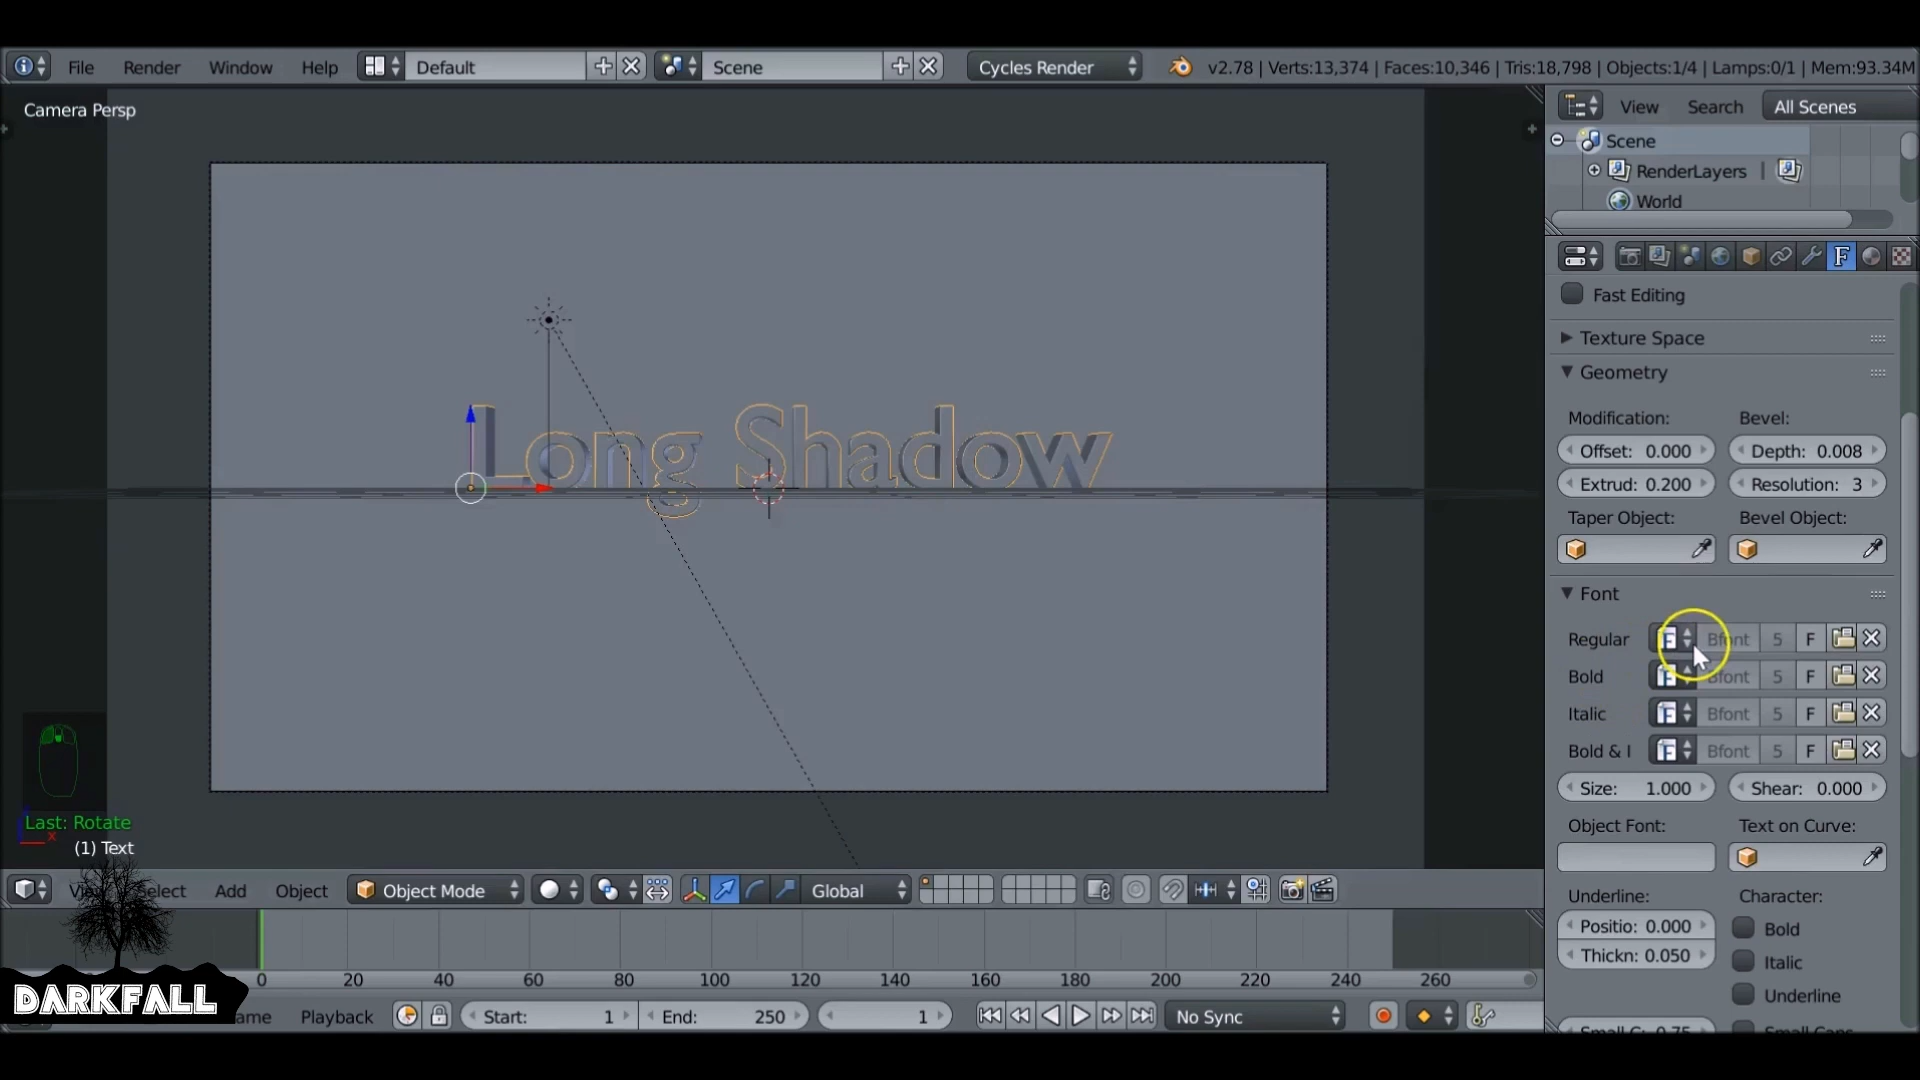 File Render Window Help Default Scene Cycles Render v2.78 | Verts:13,374 | Faces:10,346 | Tris:18,798 | Objects:1/4 | Lamps:0/1 | Mem:93.34M
Camera Persp
View Search All Scenes
Scene
RenderLayers |
World
Fast Editing
Texture Space
Geometry
Modification: Bevel:
Offset: 0.000 Depth: 0.008
Extrud: 0.200 Resolution: 3
Taper Object: Bevel Object:
Long Shadow
Font
Regular Bfont 5 F
Bold Bfont 5 F
Italic Bfont 5 F
Bold & I Bfont 5 F
Size: 1.000 Shear: 0.000
Object Font: Text on Curve:
Underline: Character:
Positio: 0.000 Bold
Thickn: 0.050 Italic
Underline
Last: Rotate
(1) Text
Select Add Object Object Mode Global
0 20 40 60 80 100 120 140 160 180 200 220 240 260
DARKFALL
Playback Start: 1 End: 250 1 No Sync